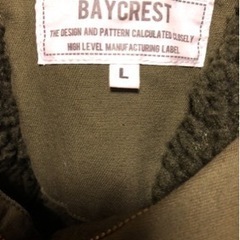 BAYCREST
THE DESIGN AND PATTERN CALCULATED CLOSELY
HIGH LEVEL MANUFACTURING LABEL
L